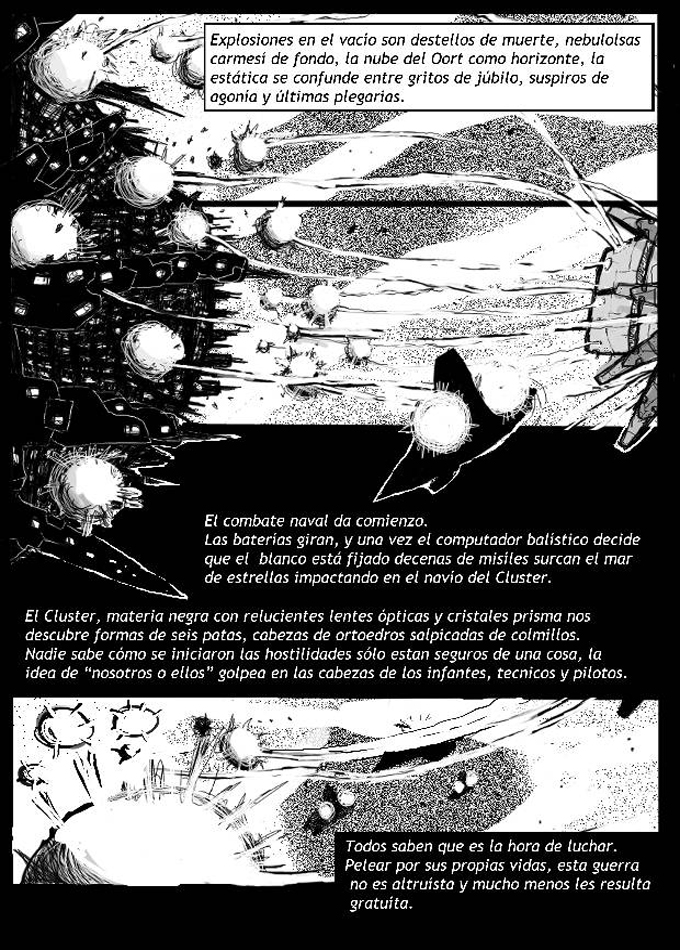 Explosiones en el vacío son destellos de muerte, nebulolsas
carmesí de fondo, la nube del Oort como horizonte, la
estática se confunde entre gritos de júbilo, suspiros de
agonía y últimas plegarias.
El combate naval da comienzo.
Las baterías giran, y una vez el computador balístico decide
que el blanco está fijado decenas de misiles surcan el mar
de estrellas impactando en el navío del Cluster.
El Cluster, materia negra con relucientes lentes ópticas y cristales prisma nos
descubre formas de seis patas, cabezas de ortoedros salpicadas de colmillos.
Nadie sabe cómo se iniciaron las hostilidades sólo estan seguros de una cosa, la
idea de “nosotros o ellos” golpea en las cabezas de los infantes, tecnicos y pilotos.
Todos saben que es la hora de luchar.
Pelear por sus propias vidas, esta guerra
no es altruísta y mucho menos les resulta
gratuíta.